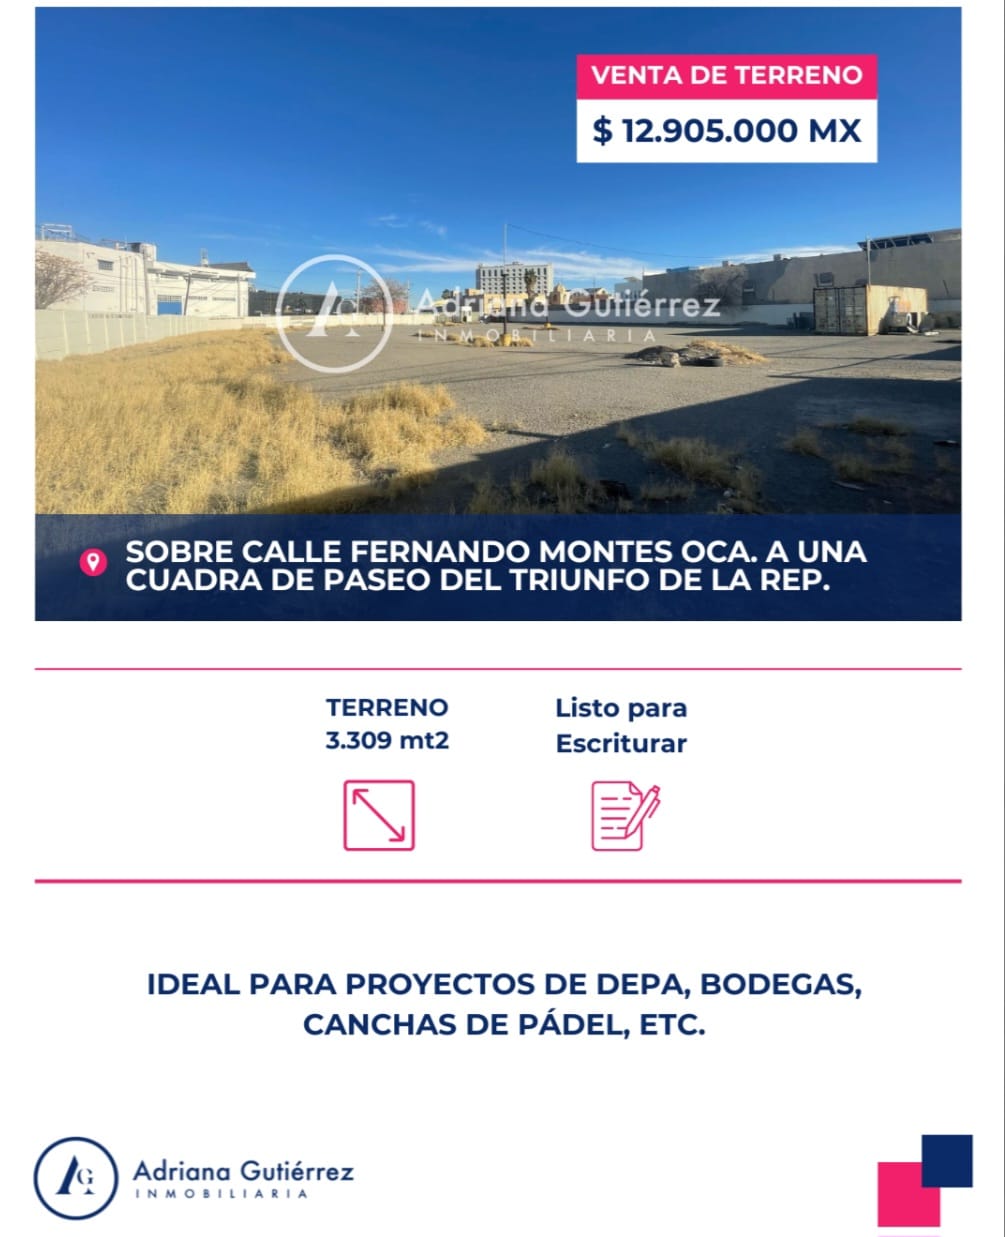 VENTA DE TERRENO
$ 12.905.000 MX
AG Adriana Gutiérrez
INMOBILIARIA
SOBRE CALLE FERNANDO MONTES OCA. A UNA
CUADRA DE PASEO DEL TRIUNFO DE LA REP.
TERRENO
3.309 mt2
Listo para
Escriturar
IDEAL PARA PROYECTOS DE DEPA, BODEGAS,
CANCHAS DE PÁDEL, ETC.
AG Adriana Gutiérrez
INMOBILIARIA